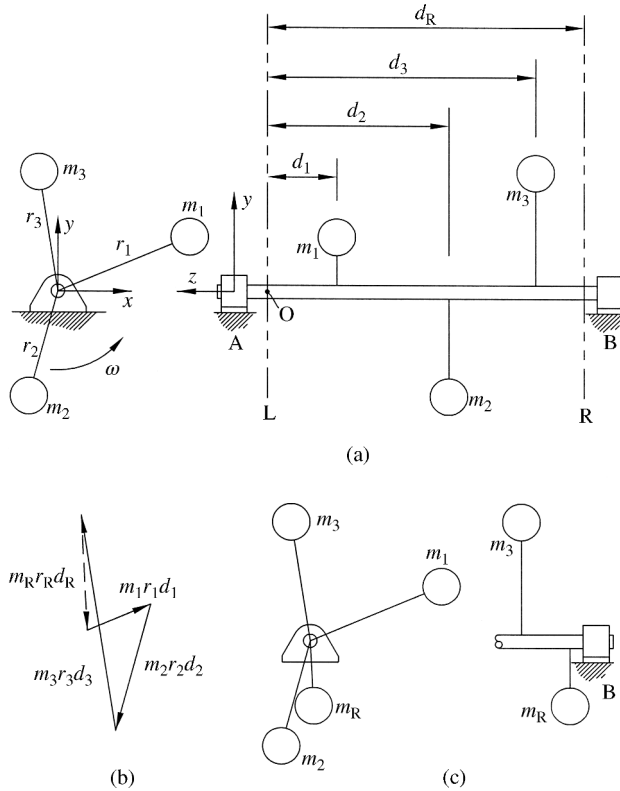 d_R
d_3
d_2
d_1
m_3
r_3
y
m_1
r_1
x
r_2
ω
m_2
y
z
A
O
L
m_1
m_3
m_2
B
R
(a)
m_R r_R d_R
m_1 r_1 d_1
m_3 r_3 d_3
m_2 r_2 d_2
(b)
m_3
m_1
m_R
m_2
m_3
B
m_R
(c)